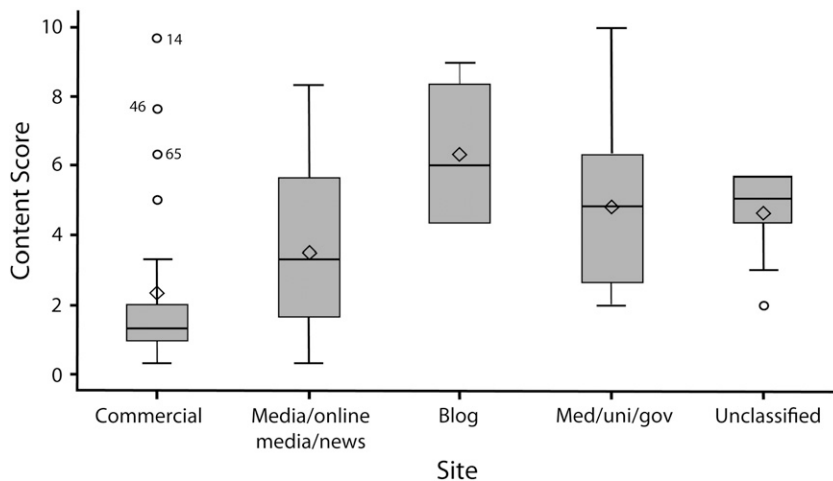 10
14
8
46
65
6
4
2
0
Content Score
Commercial
Media/online
media/news
Blog
Med/uni/gov
Unclassified
Site